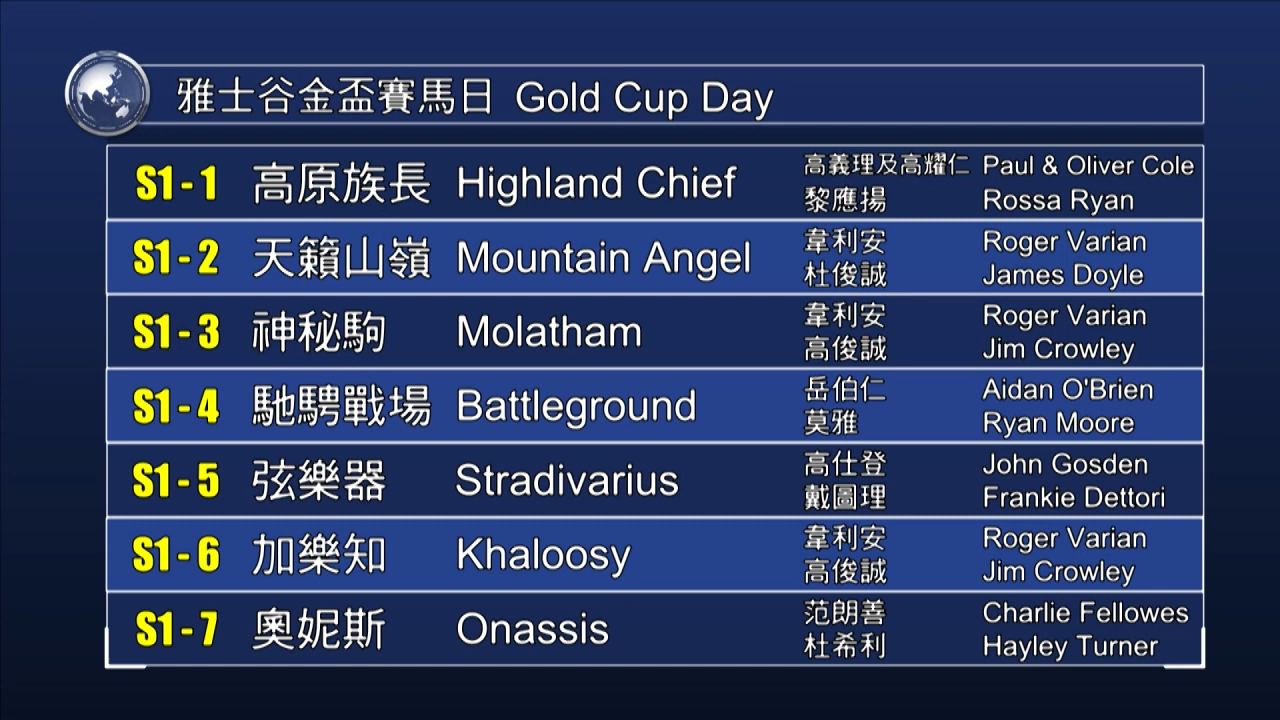 雅士谷金盃賽馬日 Gold Cup Day
S1-1 高原族長 Highland Chief 高義理及高耀仁 Paul & Oliver Cole
黎應揚 Rossa Ryan
S1-2 天籟山嶺 Mountain Angel 韋利安 Roger Varian
杜俊誠 James Doyle
S1-3 神秘駒 Molatham 韋利安 Roger Varian
高俊誠 Jim Crowley
S1-4 馳騁戰場 Battleground 岳伯仁 Aidan O'Brien
莫雅 Ryan Moore
S1-5 弦樂器 Stradivarius 高仕登 John Gosden
戴圖理 Frankie Dettori
S1-6 加樂知 Khaloosy 韋利安 Roger Varian
高俊誠 Jim Crowley
S1-7 奧妮斯 Onassis 范朗善 Charlie Fellowes
杜希利 Hayley Turner